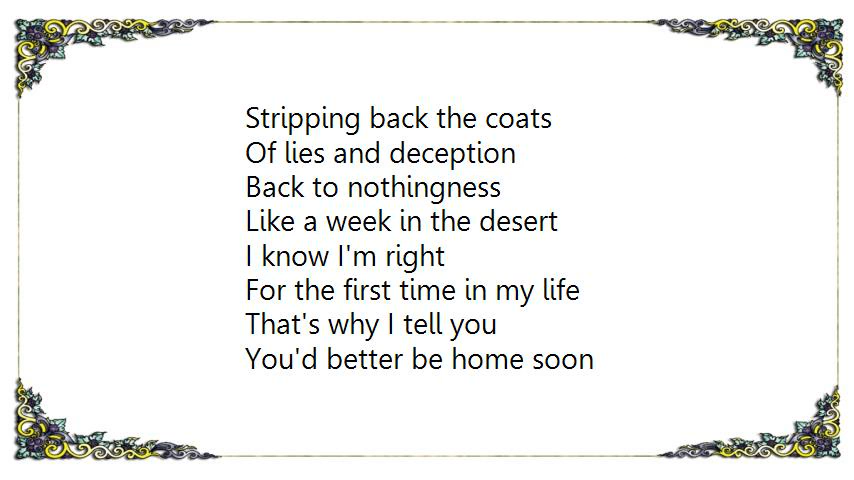 Stripping back the coats
Of lies and deception
Back to nothingness
Like a week in the desert
I know I'm right
For the first time in my life
That's why I tell you
You'd better be home soon